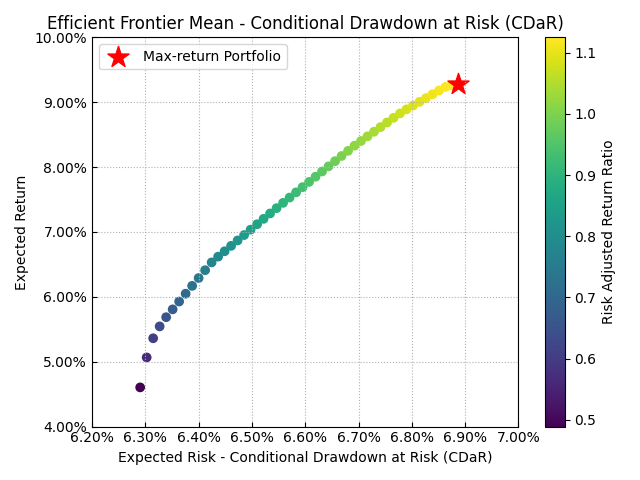 Efficient Frontier Mean - Conditional Drawdown at Risk (CDaR)
Max-return Portfolio
10.00%
9.00%
8.00%
7.00%
6.00%
5.00%
4.00%
Expected Return
6.20% 6.30% 6.40% 6.50% 6.60% 6.70% 6.80% 6.90% 7.00%
Expected Risk - Conditional Drawdown at Risk (CDaR)
1.1
1.0
0.9
0.8
0.7
0.6
0.5
Risk Adjusted Return Ratio